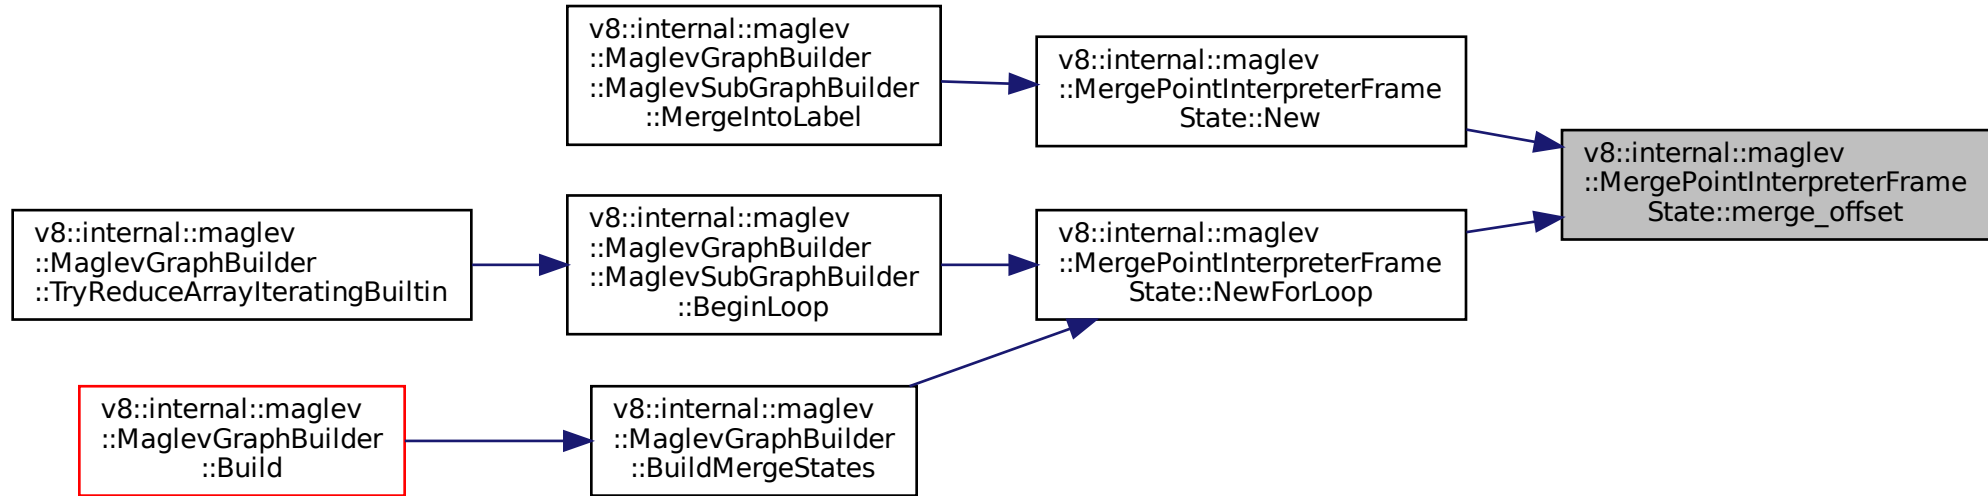 v8::internal::maglev
::MaglevGraphBuilder
::MaglevSubGraphBuilder
::MergeIntoLabel
v8::internal::maglev
::MergePointInterpreterFrame
State::New
v8::internal::maglev
::MergePointInterpreterFrame
State::merge_offset
v8::internal::maglev
::MaglevGraphBuilder
::TryReduceArrayIteratingBuiltin
v8::internal::maglev
::MaglevGraphBuilder
::MaglevSubGraphBuilder
::BeginLoop
v8::internal::maglev
::MergePointInterpreterFrame
State::NewForLoop
v8::internal::maglev
::MaglevGraphBuilder
::Build
v8::internal::maglev
::MaglevGraphBuilder
::BuildMergeStates